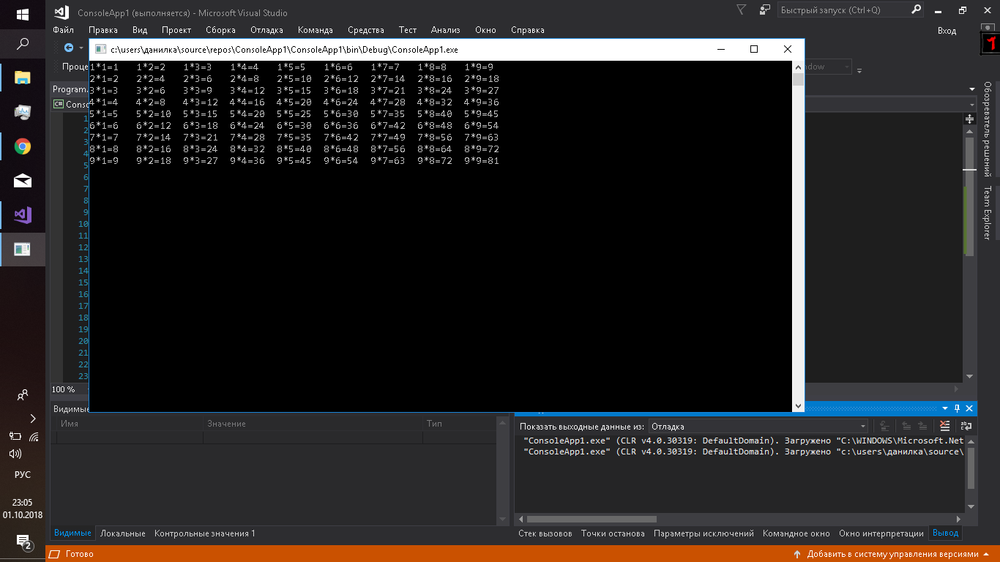 ConsoleApp1 (выполняется) - Microsoft Visual Studio
Быстрый запуск (Ctrl+Q)
Файл Правка Вид Проект Сборка Отладка Команда Средства Тест Анализ Окно Справка
Вход
c:\users\данилка\source\repos\ConsoleApp1\ConsoleApp1\bin\Debug\ConsoleApp1.exe
Проце
ndow
Program.
C# Conso
1*1=1 1*2=2 1*3=3 1*4=4 1*5=5 1*6=6 1*7=7 1*8=8 1*9=9
2*1=2 2*2=4 2*3=6 2*4=8 2*5=10 2*6=12 2*7=14 2*8=16 2*9=18
3*1=3 3*2=6 3*3=9 3*4=12 3*5=15 3*6=18 3*7=21 3*8=24 3*9=27
4*1=4 4*2=8 4*3=12 4*4=16 4*5=20 4*6=24 4*7=28 4*8=32 4*9=36
5*1=5 5*2=10 5*3=15 5*4=20 5*5=25 5*6=30 5*7=35 5*8=40 5*9=45
6*1=6 6*2=12 6*3=18 6*4=24 6*5=30 6*6=36 6*7=42 6*8=48 6*9=54
7*1=7 7*2=14 7*3=21 7*4=28 7*5=35 7*6=42 7*7=49 7*8=56 7*9=63
8*1=8 8*2=16 8*3=24 8*4=32 8*5=40 8*6=48 8*7=56 8*8=64 8*9=72
9*1=9 9*2=18 9*3=27 9*4=36 9*5=45 9*6=54 9*7=63 9*8=72 9*9=81
1
2
3
4
5
6
7
8
9
10
11
12
13
14
15
16
17
18
19
20
21
22
23
100 %
Обозреватель решений
Team Explorer
Видимые
Имя Значение Тип
Показать выходные данные из: Отладка
"ConsoleApp1.exe" (CLR v4.0.30319: DefaultDomain). Загружено "C:\WINDOWS\Microsoft.Net
"ConsoleApp1.exe" (CLR v4.0.30319: DefaultDomain). Загружено "c:\users\данилка\source\
Видимые Локальные Контрольные значения 1
Стек вызовов Точки останова Параметры исключений Командное окно Окно интерпретации Вывод
Готово
Добавить в систему управления версиями
РУС
23:05
01.10.2018
2